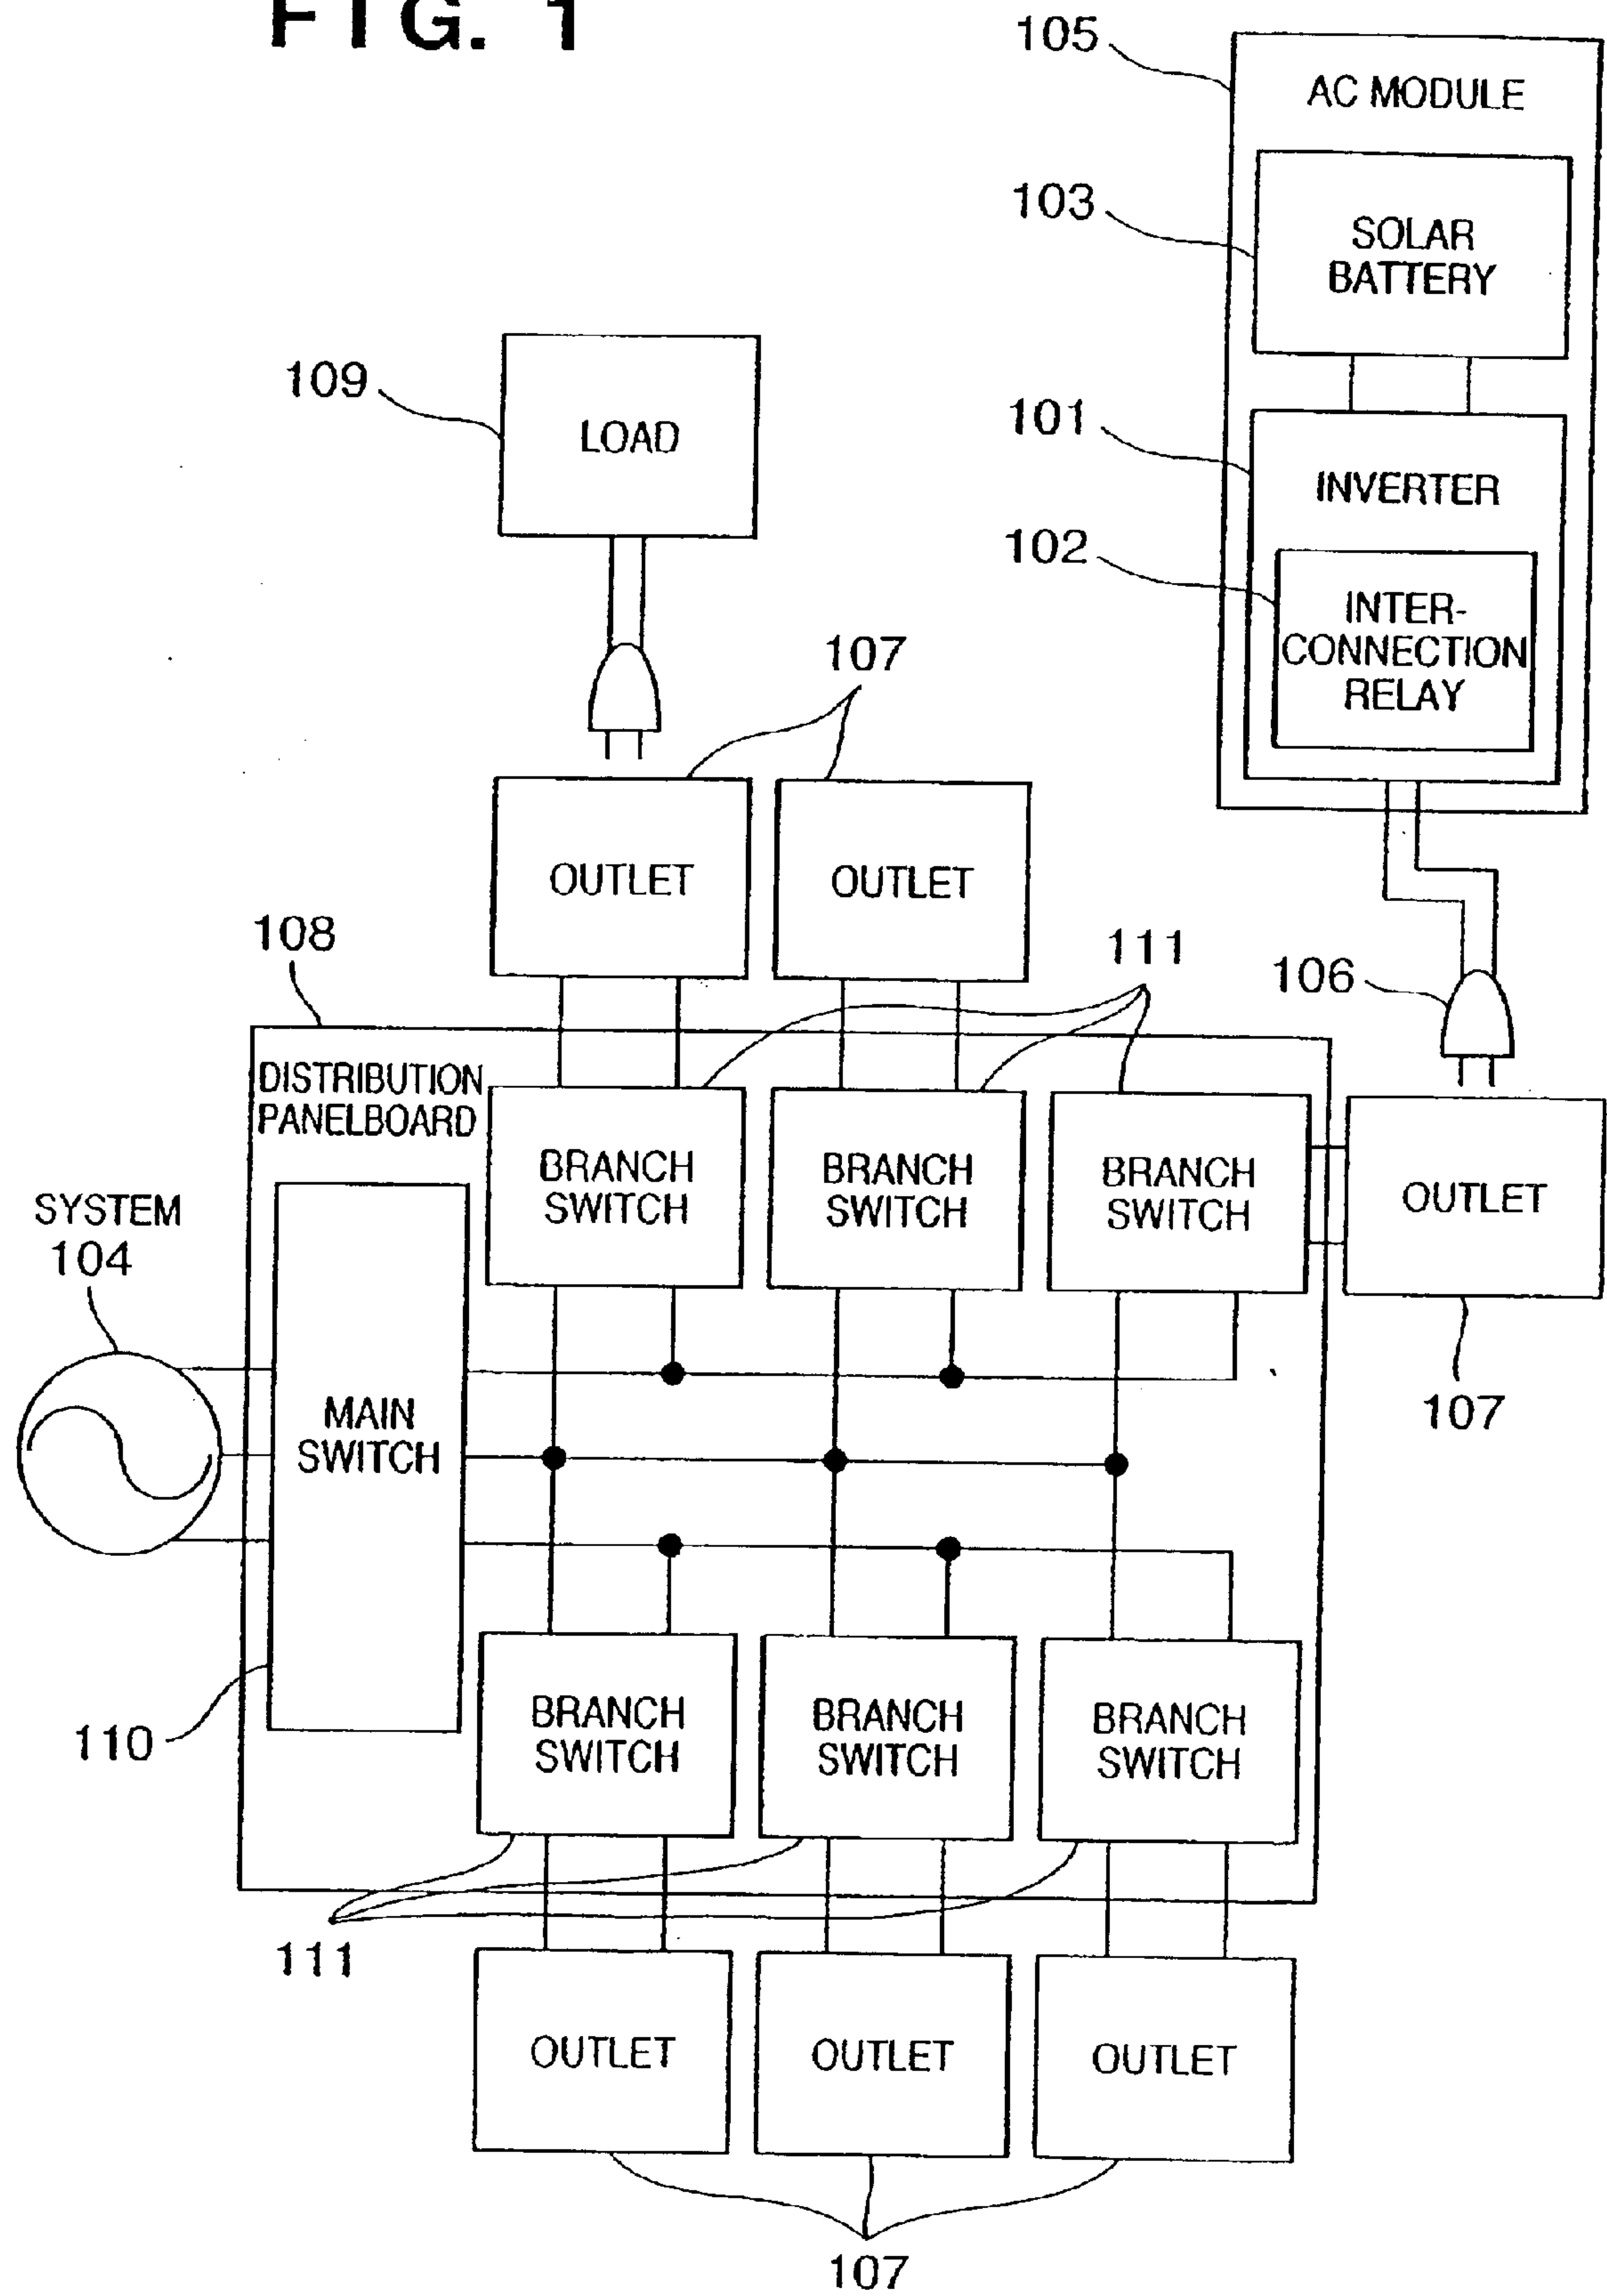 FIG. 1
105
AC MODULE
103
SOLAR
BATTERY
109
LOAD
101
INVERTER
102
INTER-
CONNECTION
RELAY
107
OUTLET
OUTLET
108
111
106
DISTRIBUTION
PANELBOARD
BRANCH
SWITCH
BRANCH
SWITCH
BRANCH
SWITCH
OUTLET
SYSTEM
104
MAIN
SWITCH
107
110
BRANCH
SWITCH
BRANCH
SWITCH
BRANCH
SWITCH
111
OUTLET
OUTLET
OUTLET
107